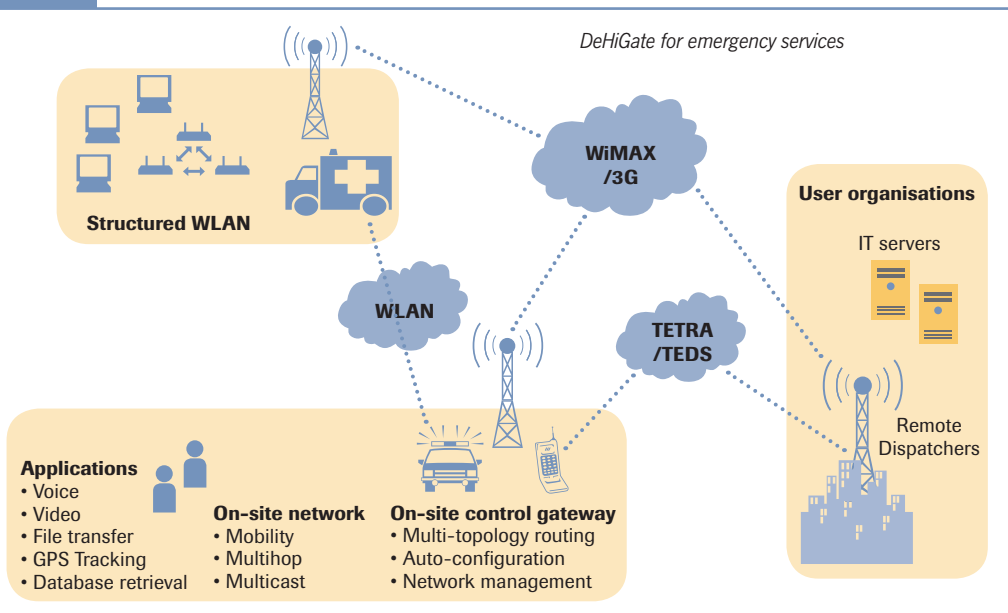 DeHiGate for emergency services
WiMAX
/3G
Structured WLAN
User organisations
IT servers
WLAN
TETRA
/TEDS
Remote
Dispatchers
Applications
• Voice
• Video
• File transfer
• GPS Tracking
• Database retrieval
On-site network
• Mobility
• Multihop
• Multicast
On-site control gateway
• Multi-topology routing
• Auto-configuration
• Network management